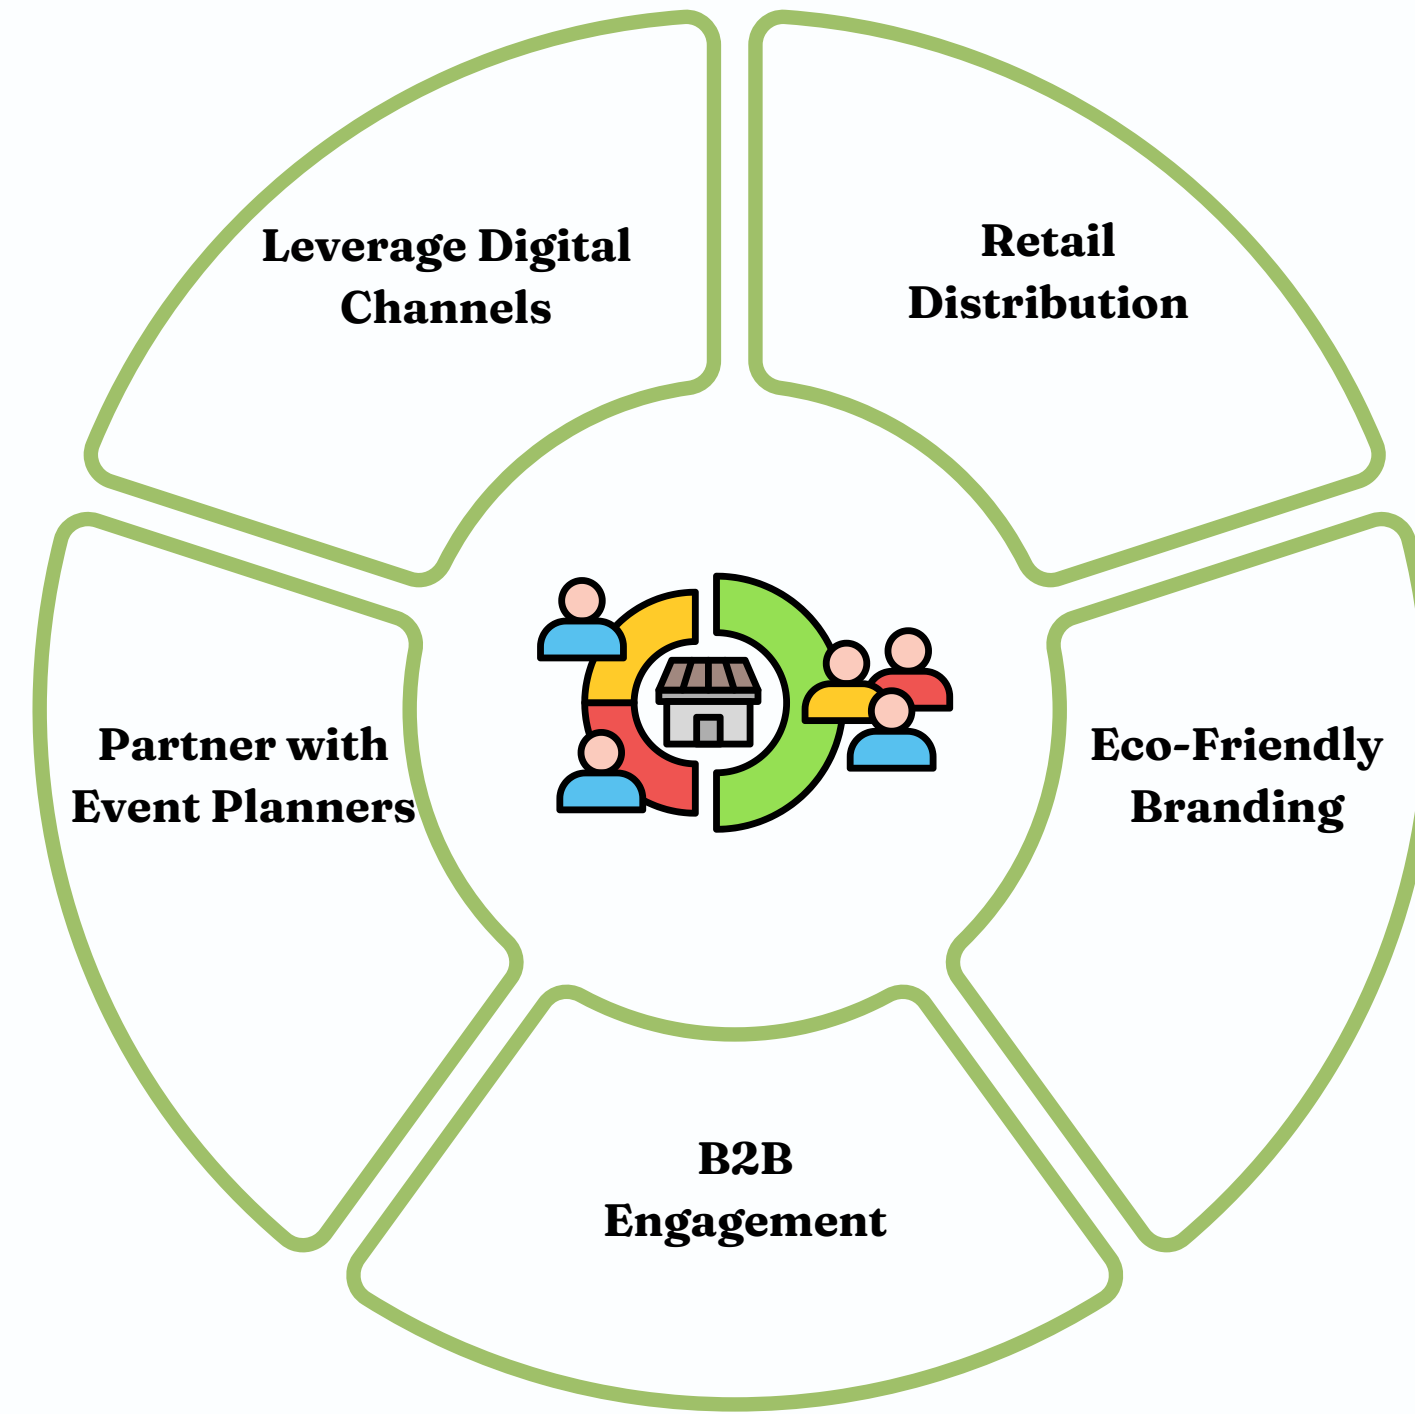 Leverage Digital
Channels
Retail
Distribution
Partner with
Event Planners
Eco-Friendly
Branding
B2B
Engagement